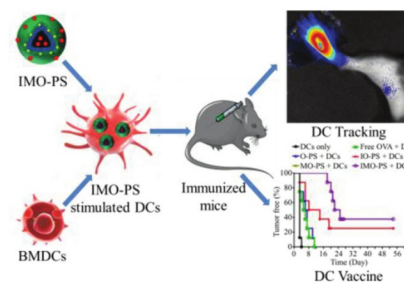 IMO-PS
IMO-PS
stimulated DCs
BMDCs
Immunized
mice
DC Tracking
DCs only
Free OVA + D
O-PS + DCs
IO-PS + DCs
MO-PS + DCs
IMO-PS + DC
Tumor free (%)
100
80
60
40
20
0
0 8 16 24 32 40 48 56
Time (Day)
DC Vaccine